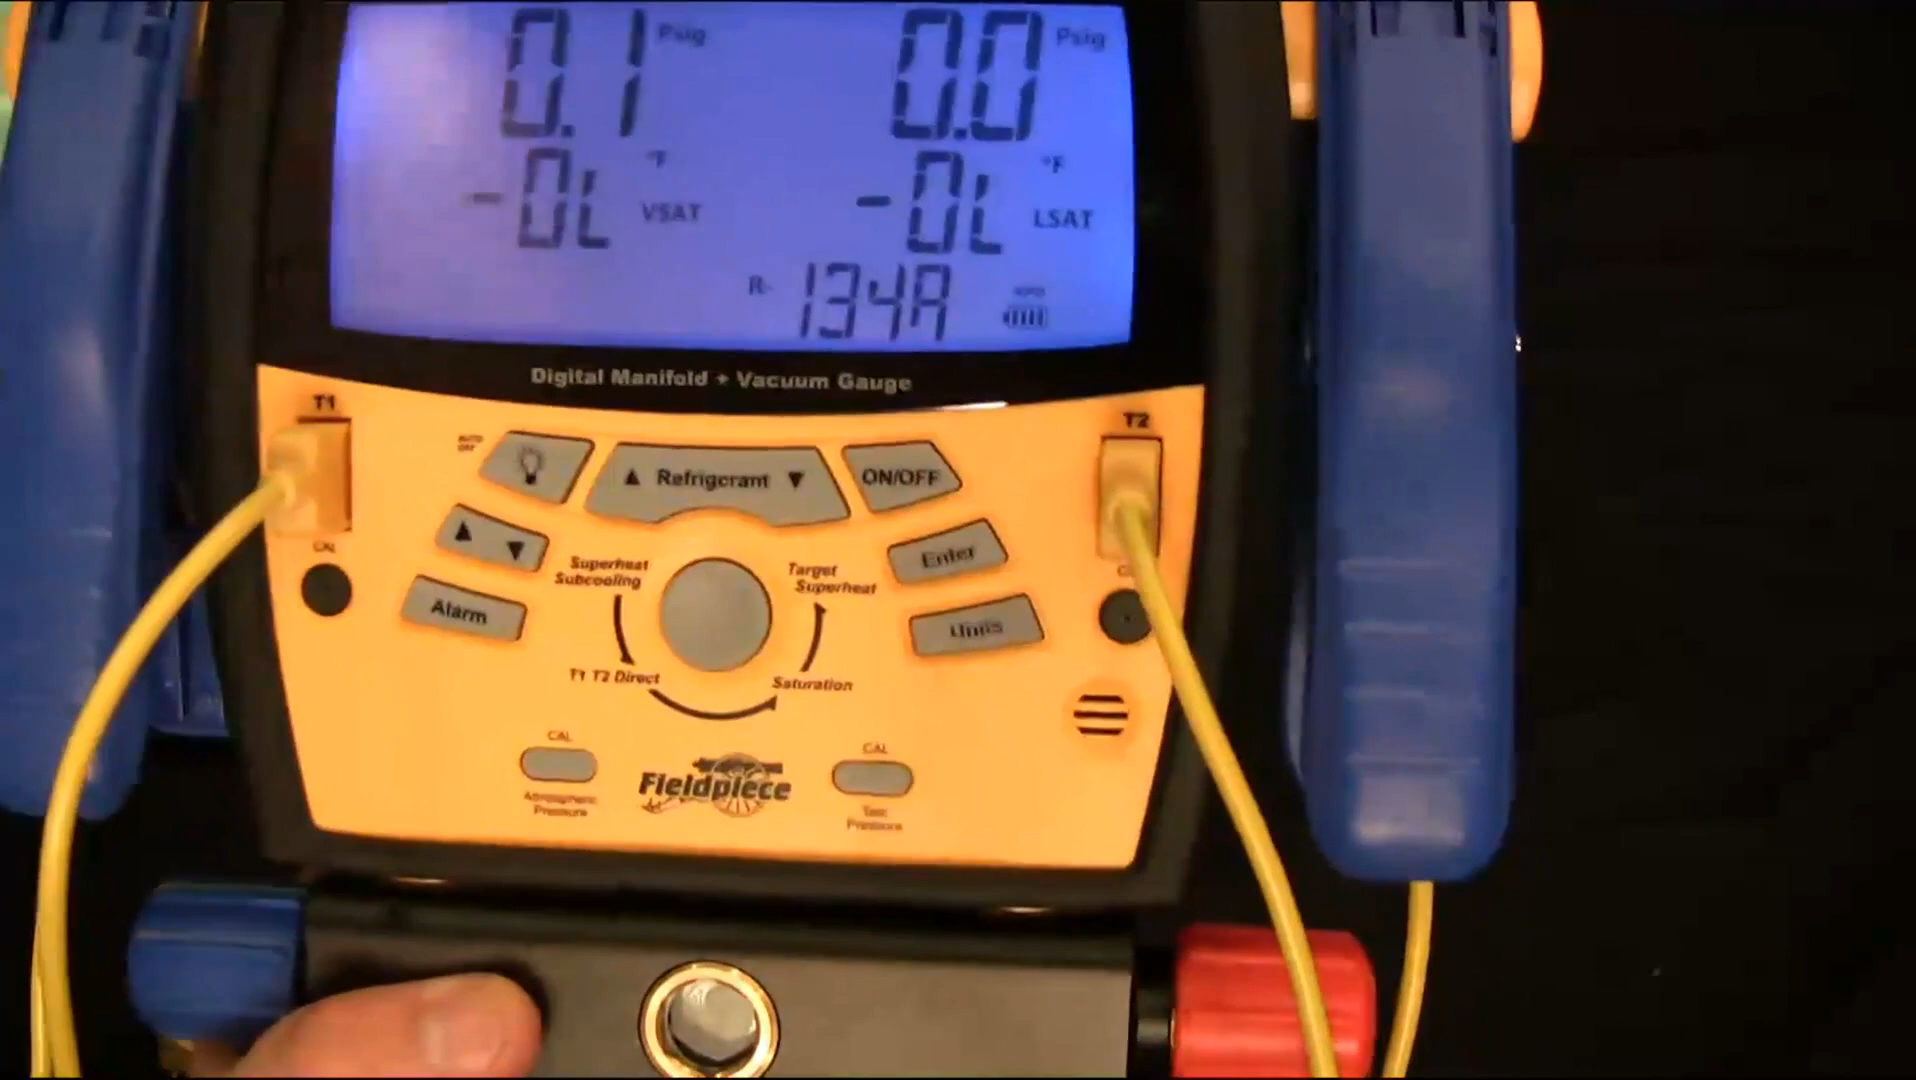 0.1 Psig 0.0 Psig
°F °F
-OL VSAT -OL LSAT
R- 134A
Digital Manifold + Vacuum Gauge
T1 T2
AUTO OFF
Refrigerant
ON/OFF
Enter
CAL
Superheat
Subcooling
Target
Superheat
Alarm
Units
T1 T2 Direct
Saturation
CAL CAL
Fieldpiece
Atmospheric
Pressure
Test
Pressure